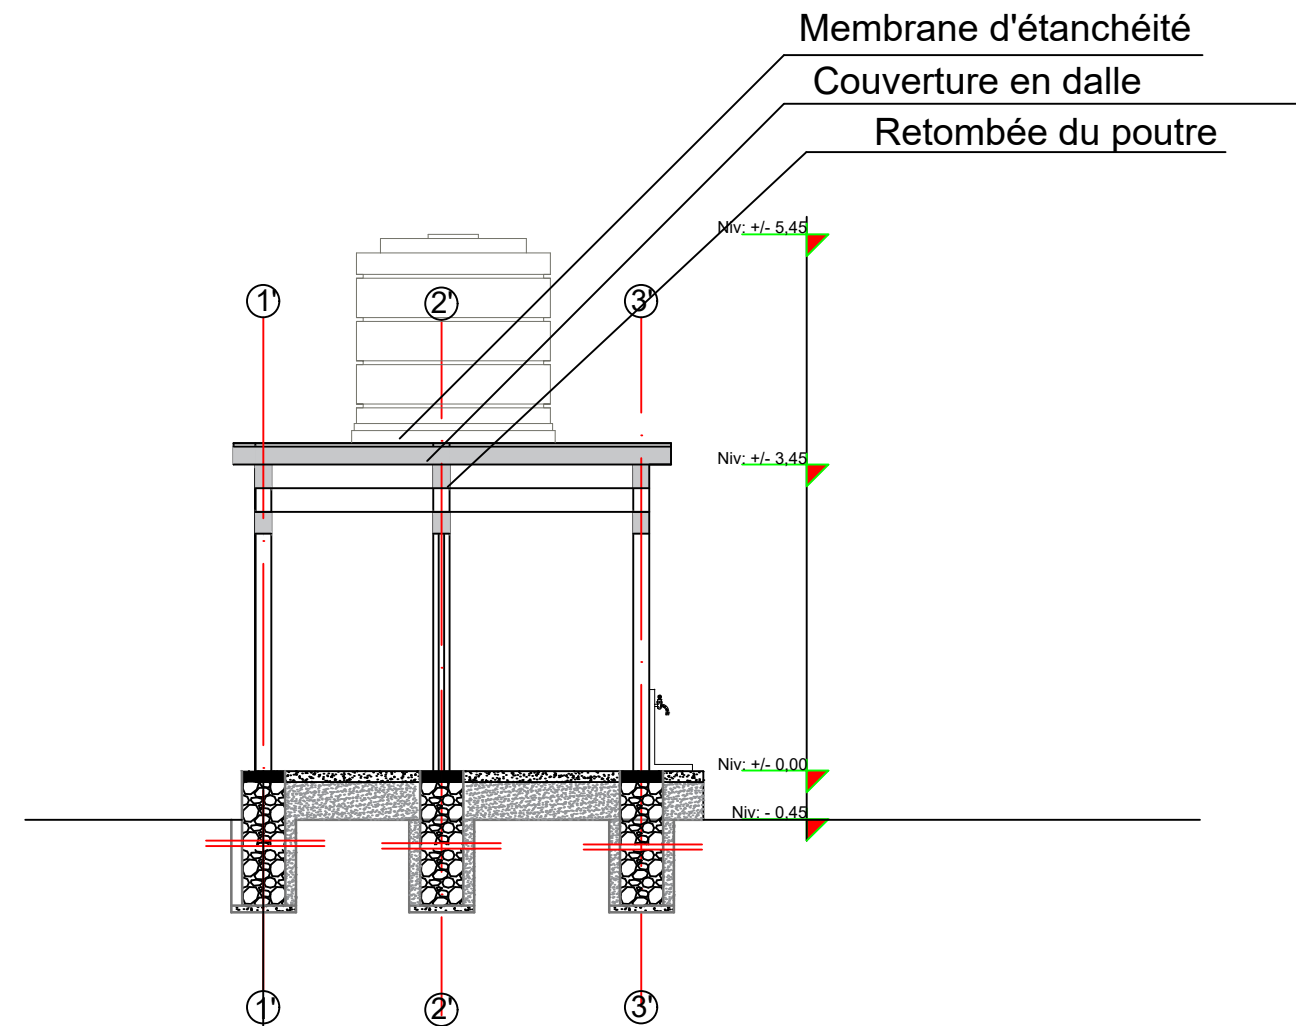 Membrane d'étanchéité
Couverture en dalle
Retombée du poutre
Niv: +/- 5,45
1'
2'
3'
Niv: +/- 3,45
Niv: +/- 0,00
Niv: - 0,45
1'
2'
3'